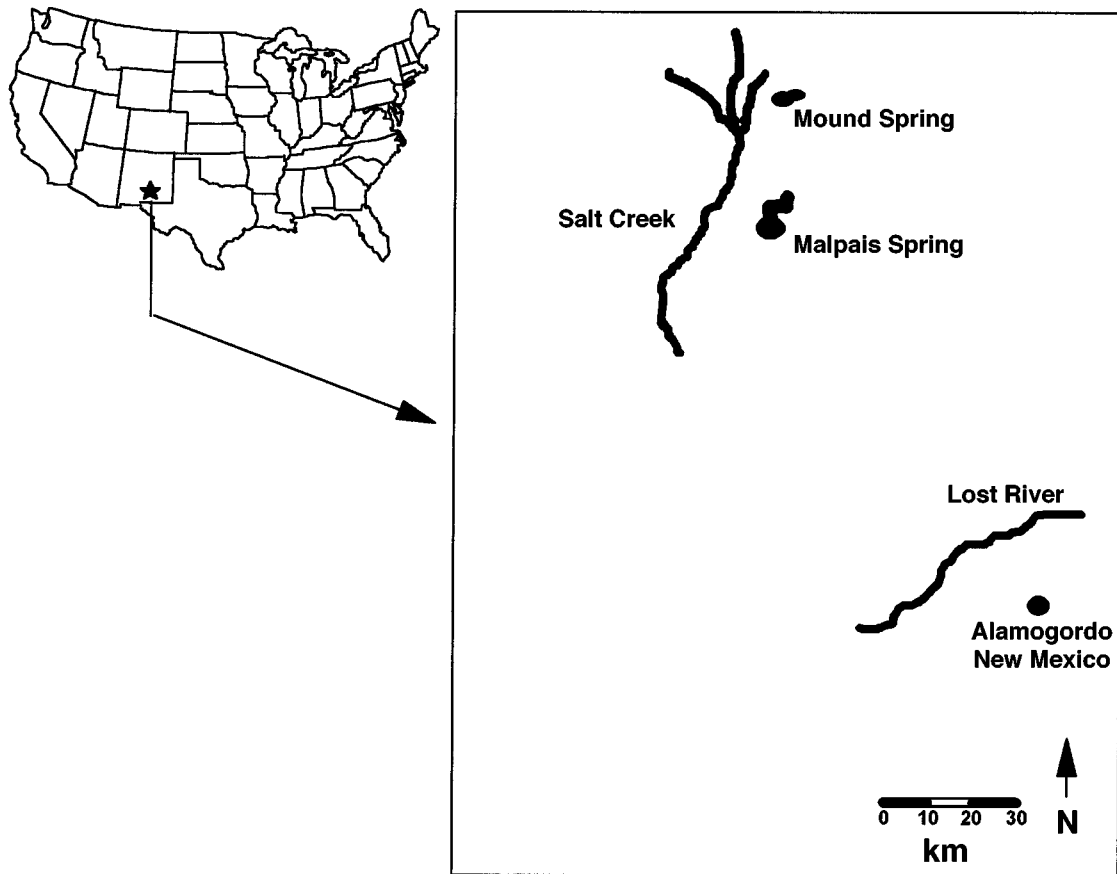 Mound Spring
Salt Creek
Malpais Spring
Lost River
Alamogordo
New Mexico
0 10 20 30
km
N